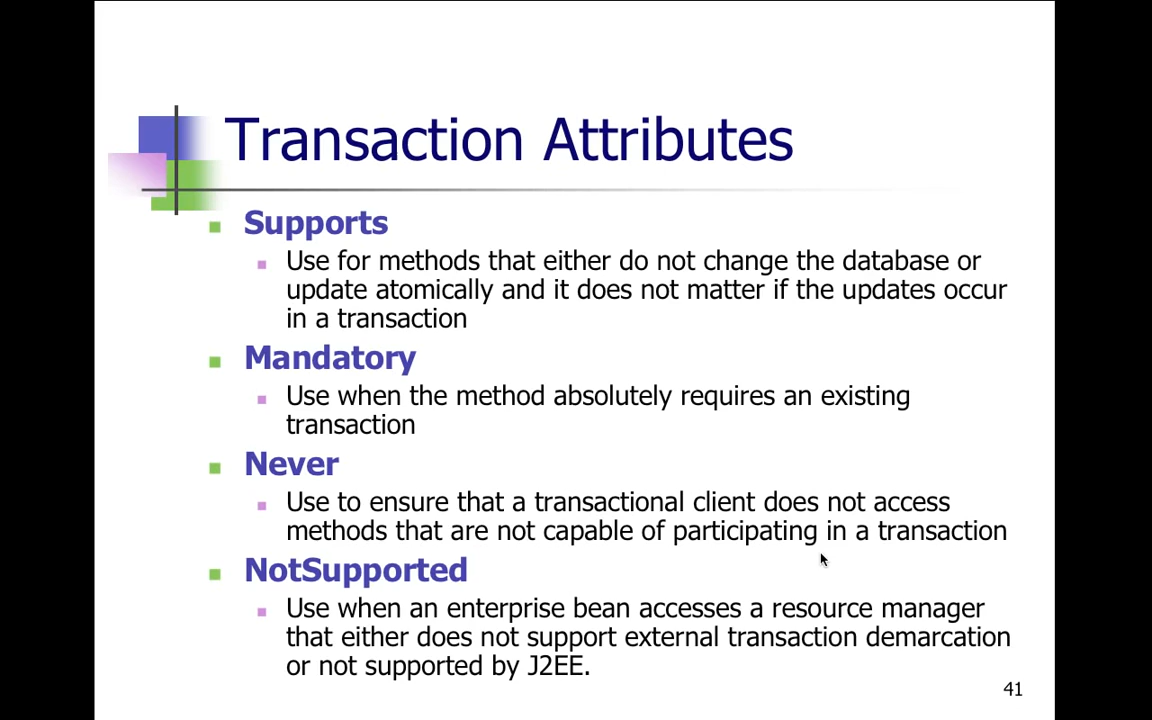 Transaction Attributes
Supports
Use for methods that either do not change the database or
update atomically and it does not matter if the updates occur
in a transaction
Mandatory
Use when the method absolutely requires an existing
transaction
Never
Use to ensure that a transactional client does not access
methods that are not capable of participating in a transaction
NotSupported
Use when an enterprise bean accesses a resource manager
that either does not support external transaction demarcation
or not supported by J2EE.
41